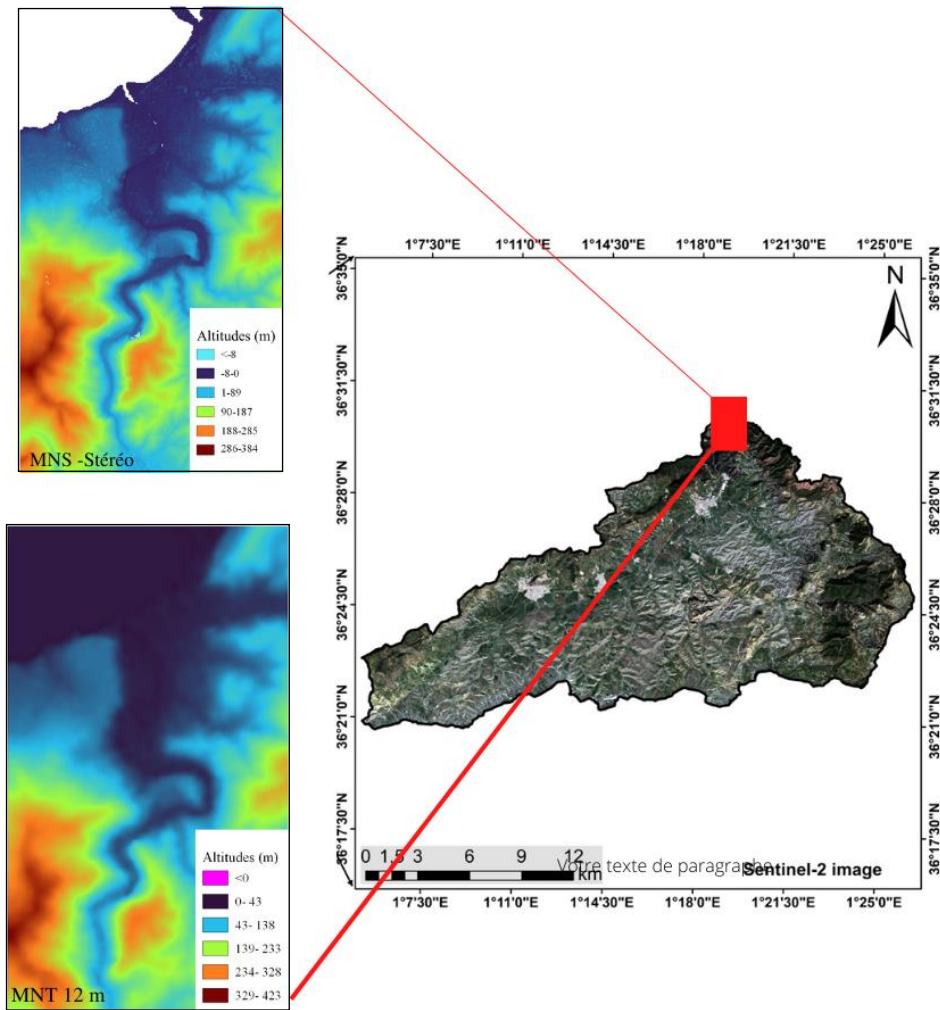 Altitudes (m)
<-8
-8-0
1-89
90-187
188-285
286-384
MNS -Stéréo
1°7'30"E 1°11'0"E 1°14'30"E 1°18'0"E 1°21'30"E 1°25'0"E
36°35'0"N
36°31'30"N
36°28'0"N
36°24'30"N
36°21'0"N
36°17'30"N
N
36°35'0"N
36°31'30"N
36°28'0"N
36°24'30"N
36°21'0"N
36°17'30"N
0 1,5 3 6 9 12
km
Votre texte de paragraphe
Sentinel-2 image
1°7'30"E 1°11'0"E 1°14'30"E 1°18'0"E 1°21'30"E 1°25'0"E
Altitudes (m)
<0
0- 43
43- 138
139- 233
234- 328
329- 423
MNT 12 m